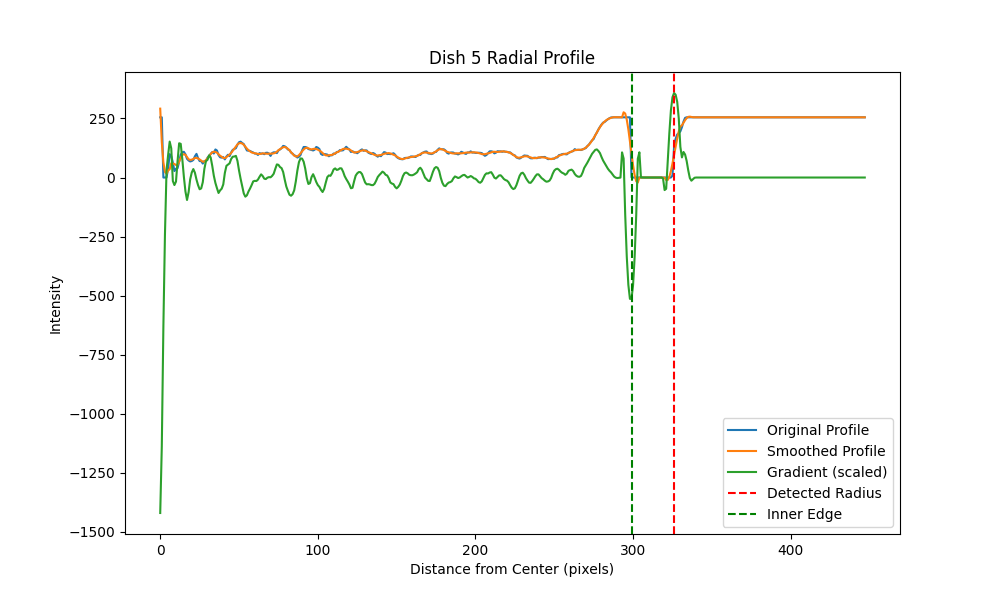 Dish 5 Radial Profile
Intensity
250
0
−250
−500
−750
−1000
−1250
−1500
0 100 200 300 400
Distance from Center (pixels)
Original Profile
Smoothed Profile
Gradient (scaled)
Detected Radius
Inner Edge